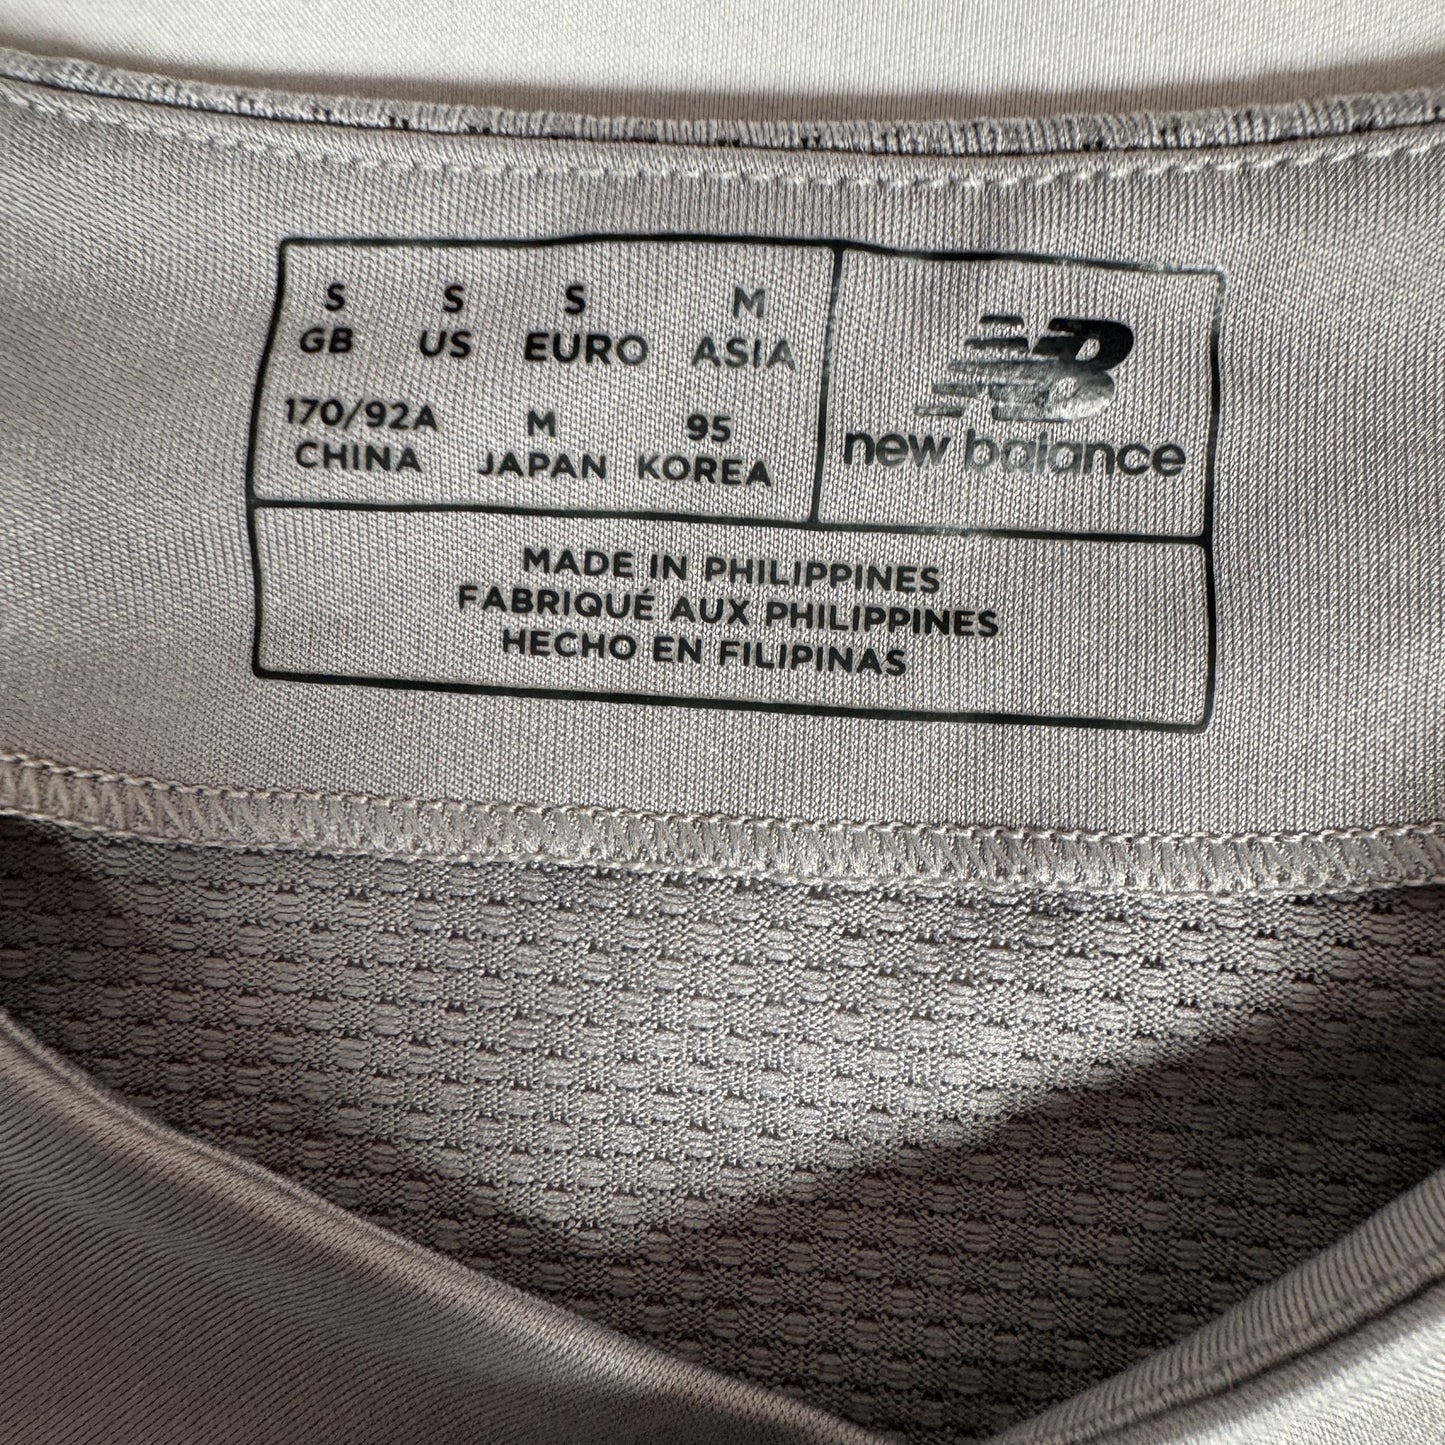 S S S M
GB US EURO ASIA
170/92A M 95
CHINA JAPAN KOREA
NB
new balance
MADE IN PHILIPPINES
FABRIQUÉ AUX PHILIPPINES
HECHO EN FILIPINAS